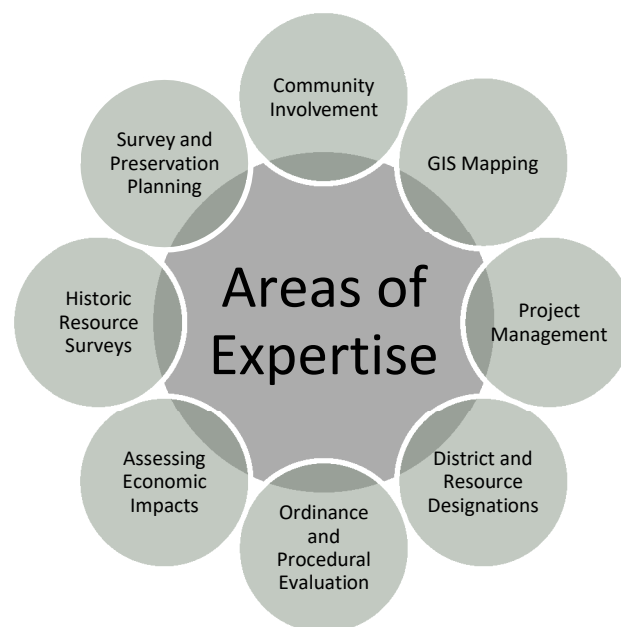 Community
Involvement
GIS Mapping
Project
Management
District and
Resource
Designations
Ordinance
and
Procedural
Evaluation
Assessing
Economic
Impacts
Historic
Resource
Surveys
Survey and
Preservation
Planning
Areas of
Expertise